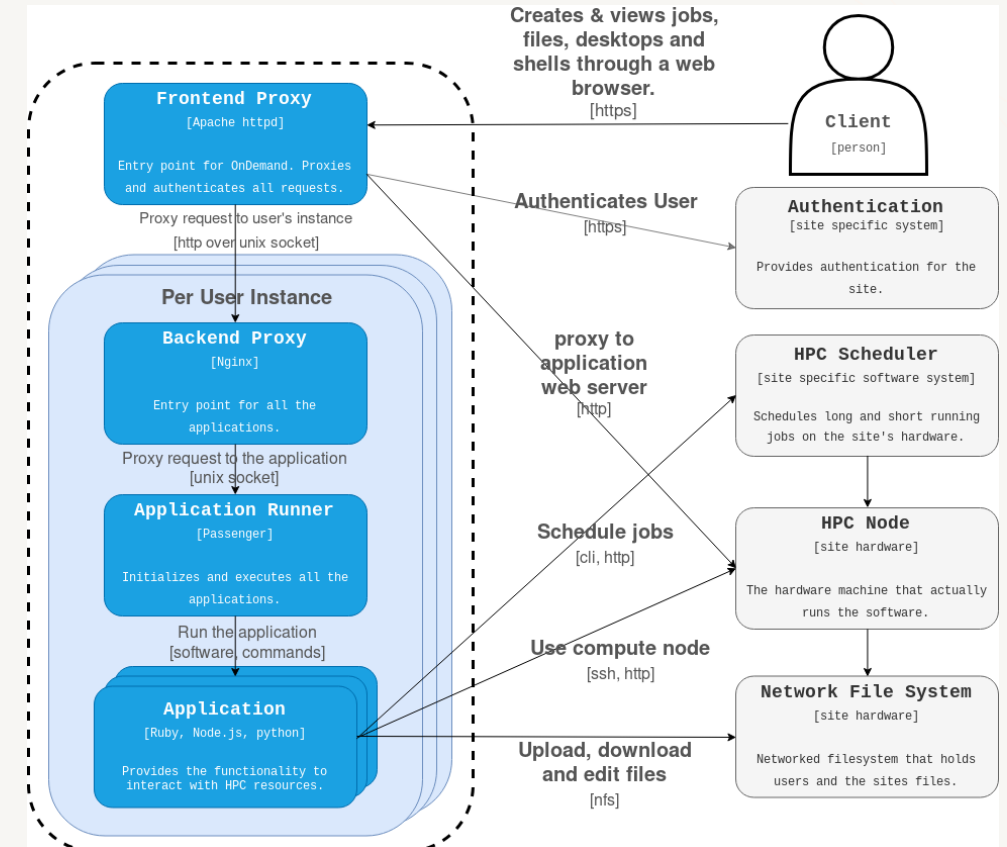 Creates & views jobs,
files, desktops and
shells through a web
browser.
[https]
Client
[person]
Frontend Proxy
[Apache httpd]
Entry point for OnDemand. Proxies
and authenticates all requests.
Authenticates User
[https]
Authentication
[site specific system]
Provides authentication for the
site.
Proxy request to user's instance
[http over unix socket]
Per User Instance
Backend Proxy
[Nginx]
Entry point for all the
applications.
proxy to
application
web server
[http]
HPC Scheduler
[site specific software system]
Schedules long and short running
jobs on the site's hardware.
Proxy request to the application
[unix socket]
Application Runner
[Passenger]
Initializes and executes all the
applications.
Schedule jobs
[cli, http]
HPC Node
[site hardware]
The hardware machine that actually
runs the software.
Run the application
[software, commands]
Use compute node
[ssh, http]
Application
[Ruby, Node.js, python]
Provides the functionality to
interact with HPC resources.
Upload, download
and edit files
[nfs]
Network File System
[site hardware]
Networked filesystem that holds
users and the sites files.